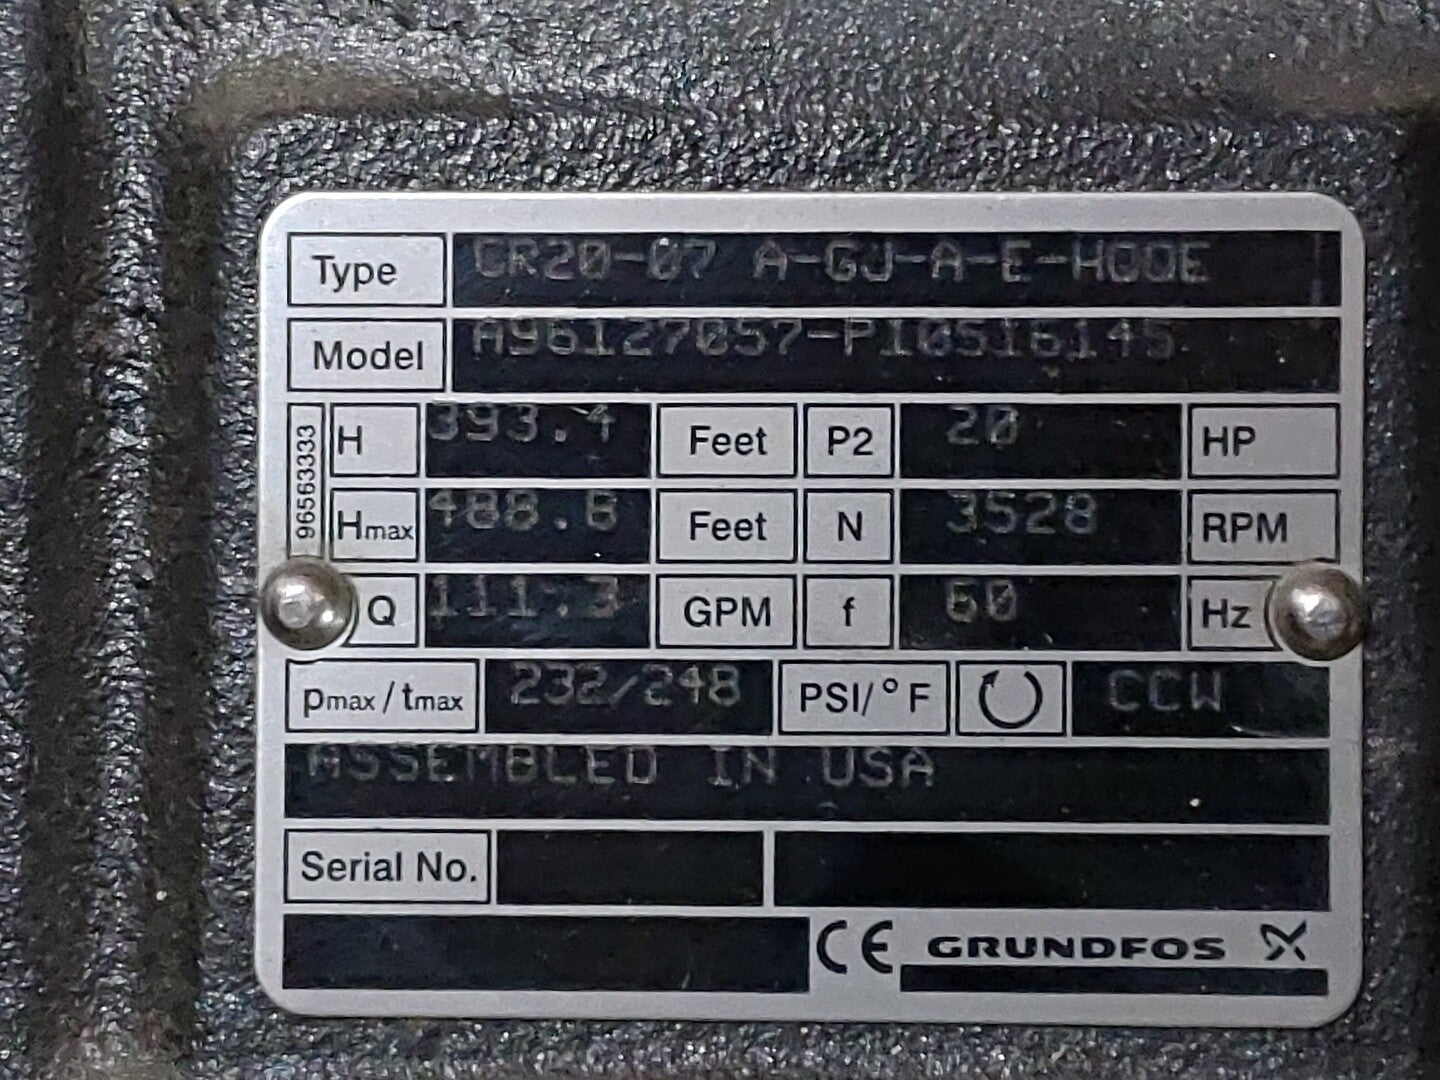 Type CR20-07 A-GJ-A-E-HQQE
Model A96127057-P10516145
96563333
H 393.4 Feet P2 20 HP
Hmax 488.6 Feet N 3528 RPM
Q 111.3 GPM f 60 Hz
pmax/tmax 232/248 PSI/°F CCW
ASSEMBLED IN USA
Serial No.
CE GRUNDFOS